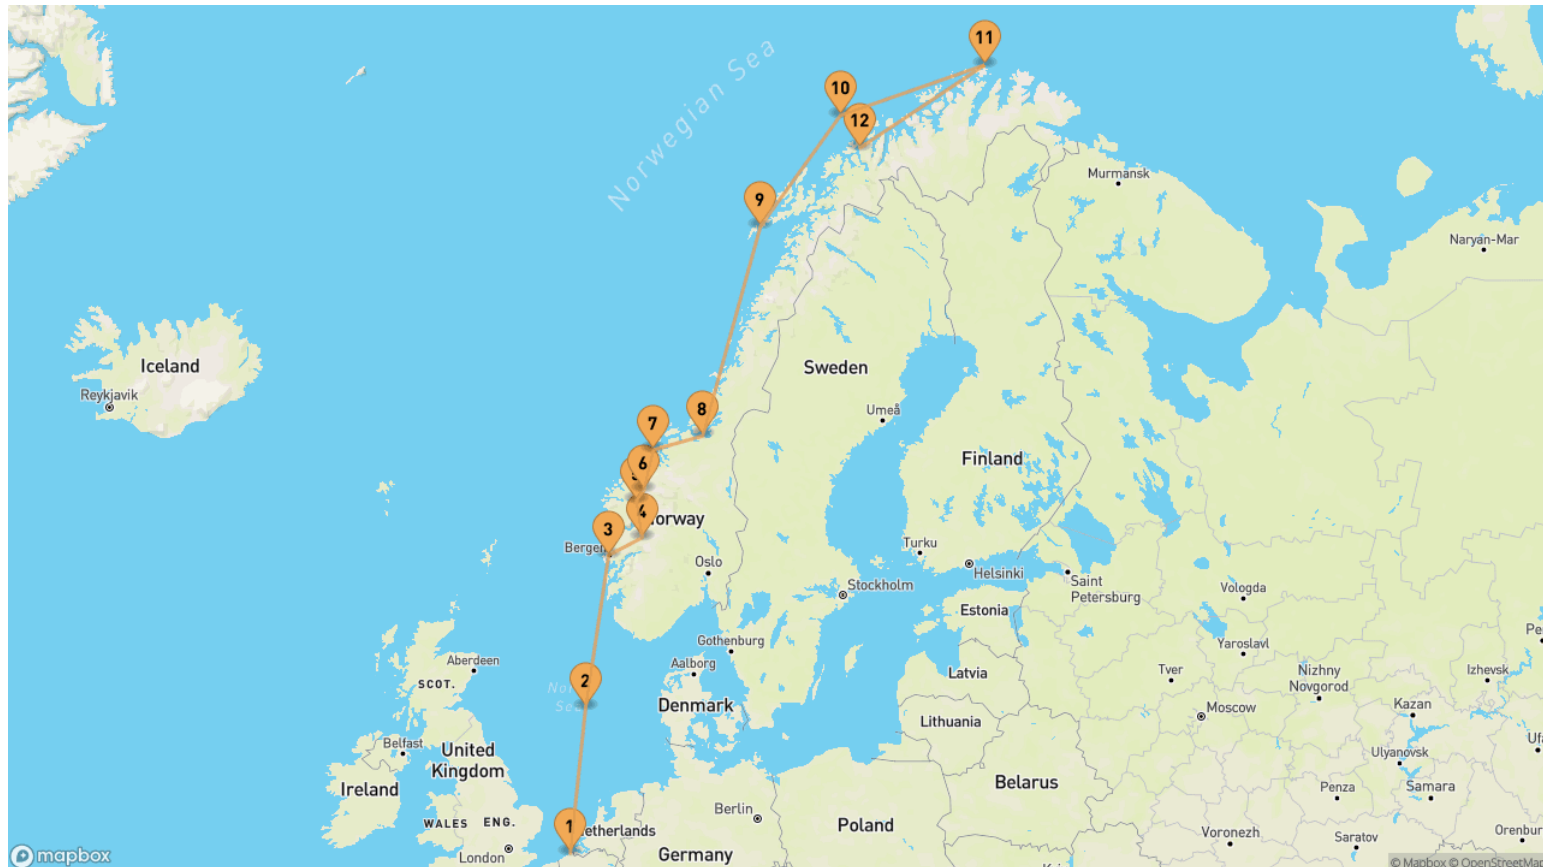 11
10
12
Norwegian Sea
Murmansk
9
Naryan-Mar
Iceland
Reykjavik
Sweden
Umeå
8
7
6
Finland
4
3
Bergen
Oslo
Turku
Helsinki
Stockholm
Saint
Petersburg
Estonia
Vologda
Yaroslavl
Gothenburg
Aberdeen
Aalborg
SCOT.
2
Latvia
Tver
Nizhny
Novgorod
Izhevsk
Denmark
Lithuania
Moscow
Kazan
Belfast
United
Kingdom
Ulyanovsk
Ireland
Belarus
Penza
Samara
Berlin
WALES
ENG.
1
Poland
Voronezh
Saratov
London
Germany
mapbox
© Mapbox © OpenStreetMap